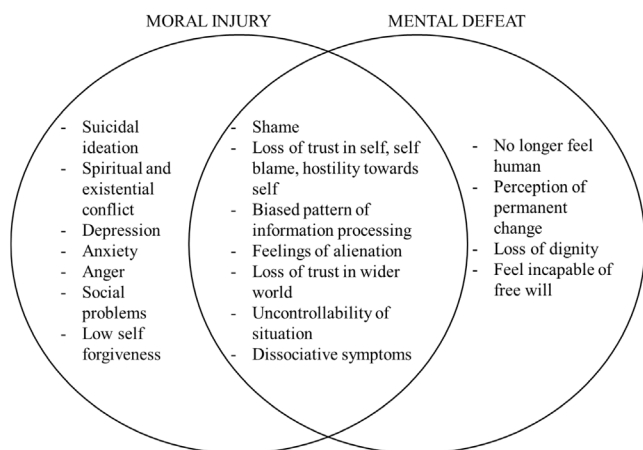 MORAL INJURY
MENTAL DEFEAT
- Suicidal
ideation
- Spiritual and
existential
conflict
- Depression
- Anxiety
- Anger
- Social
problems
- Low self
forgiveness
- Shame
- Loss of trust in self, self
blame, hostility towards
self
- Biased pattern of
information processing
- Feelings of alienation
- Loss of trust in wider
world
- Uncontrollability of
situation
- Dissociative symptoms
- No longer feel
human
- Perception of
permanent
change
- Loss of dignity
- Feel incapable of
free will